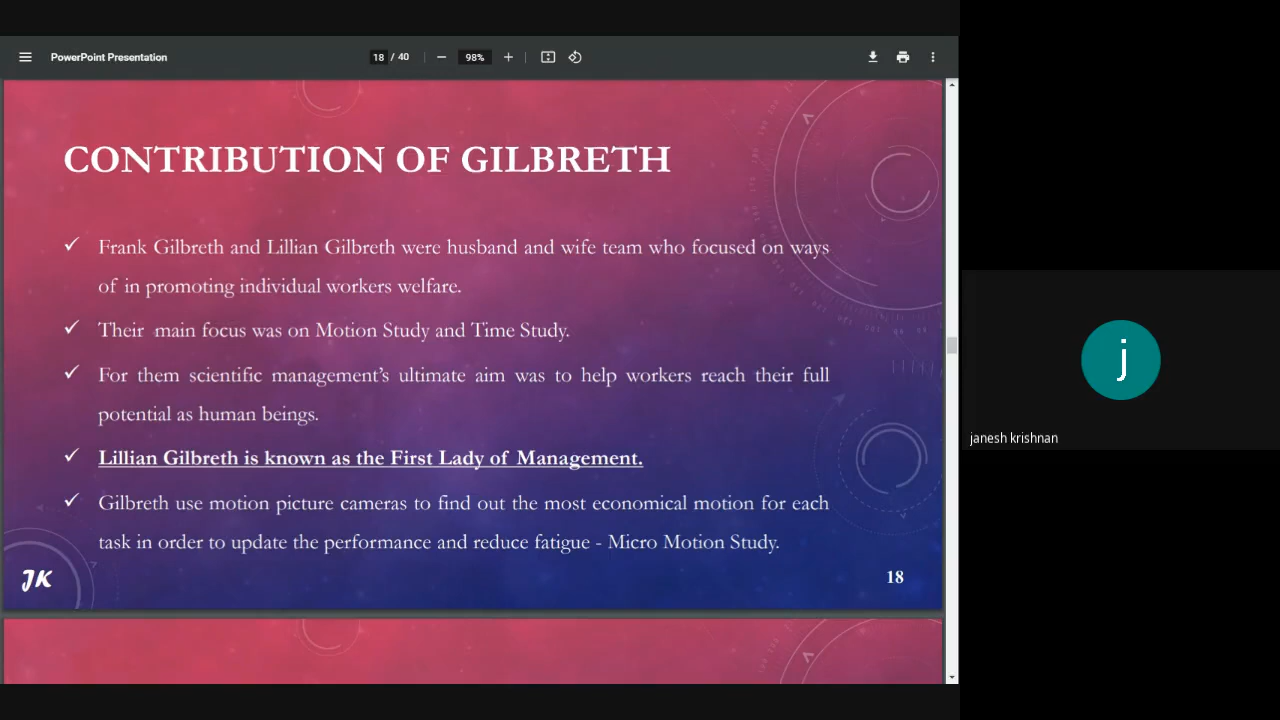 PowerPoint Presentation
18 / 40
98%
CONTRIBUTION OF GILBRETH
✓ Frank Gilbreth and Lillian Gilbreth were husband and wife team who focused on ways
of in promoting individual workers welfare.
✓ Their main focus was on Motion Study and Time Study.
✓ For them scientific management's ultimate aim was to help workers reach their full
potential as human beings.
✓ Lillian Gilbreth is known as the First Lady of Management.
✓ Gilbreth use motion picture cameras to find out the most economical motion for each
task in order to update the performance and reduce fatigue - Micro Motion Study.
JK
18
j
janesh krishnan